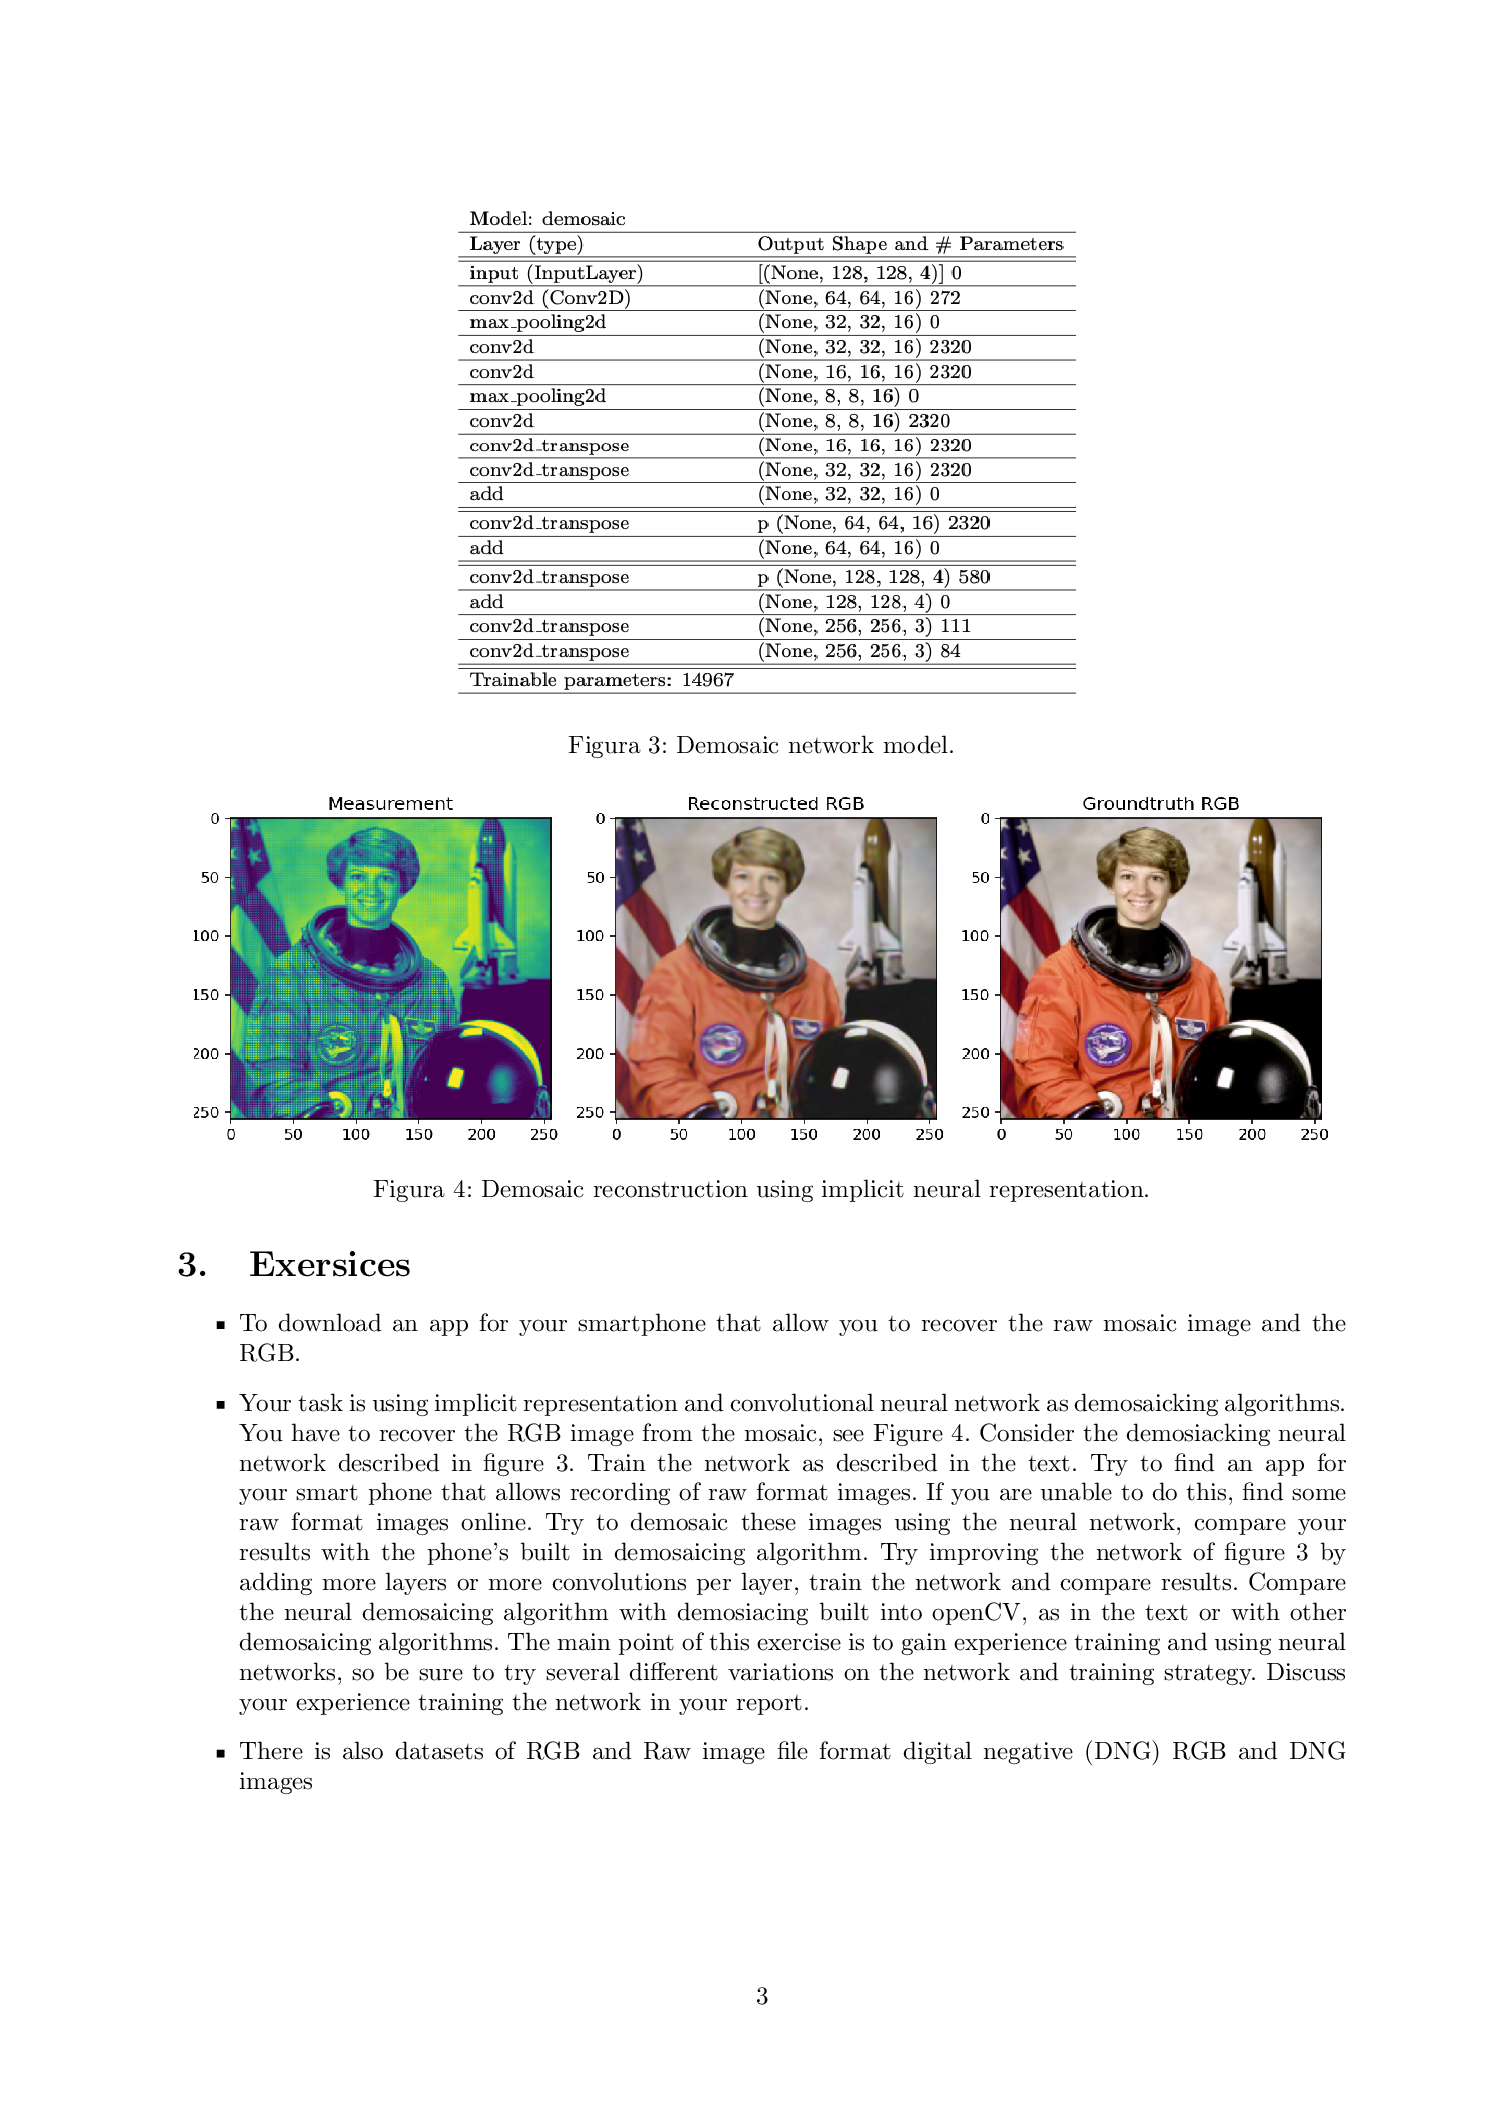 Model: demosaic
Layer (type) Output Shape and # Parameters
input (InputLayer) [(None, 128, 128, 4)] 0
conv2d (Conv2D) (None, 64, 64, 16) 272
max_pooling2d (None, 32, 32, 16) 0
conv2d (None, 32, 32, 16) 2320
conv2d (None, 16, 16, 16) 2320
max_pooling2d (None, 8, 8, 16) 0
conv2d (None, 8, 8, 16) 2320
conv2d_transpose (None, 16, 16, 16) 2320
conv2d_transpose (None, 32, 32, 16) 2320
add (None, 32, 32, 16) 0
conv2d_transpose p (None, 64, 64, 16) 2320
add (None, 64, 64, 16) 0
conv2d_transpose p (None, 128, 128, 4) 580
add (None, 128, 128, 4) 0
conv2d_transpose (None, 256, 256, 3) 111
conv2d_transpose (None, 256, 256, 3) 84
Trainable parameters: 14967
Figura 3: Demosaic network model.
Measurement Reconstructed RGB Groundtruth RGB
0 0 0
50 50 50
100 100 100
150 150 150
200 200 200
250 250 250
0 50 100 150 200 250 0 50 100 150 200 250 0 50 100 150 200 250
Figura 4: Demosaic reconstruction using implicit neural representation.
3. Exersices
▪ To download an app for your smartphone that allow you to recover the raw mosaic image and the
RGB.
▪ Your task is using implicit representation and convolutional neural network as demosaicking algorithms.
You have to recover the RGB image from the mosaic, see Figure 4. Consider the demosiacking neural
network described in figure 3. Train the network as described in the text. Try to find an app for
your smart phone that allows recording of raw format images. If you are unable to do this, find some
raw format images online. Try to demosaic these images using the neural network, compare your
results with the phone's built in demosaicing algorithm. Try improving the network of figure 3 by
adding more layers or more convolutions per layer, train the network and compare results. Compare
the neural demosaicing algorithm with demosiacing built into openCV, as in the text or with other
demosaicing algorithms. The main point of this exercise is to gain experience training and using neural
networks, so be sure to try several different variations on the network and training strategy. Discuss
your experience training the network in your report.
▪ There is also datasets of RGB and Raw image file format digital negative (DNG) RGB and DNG
images
3